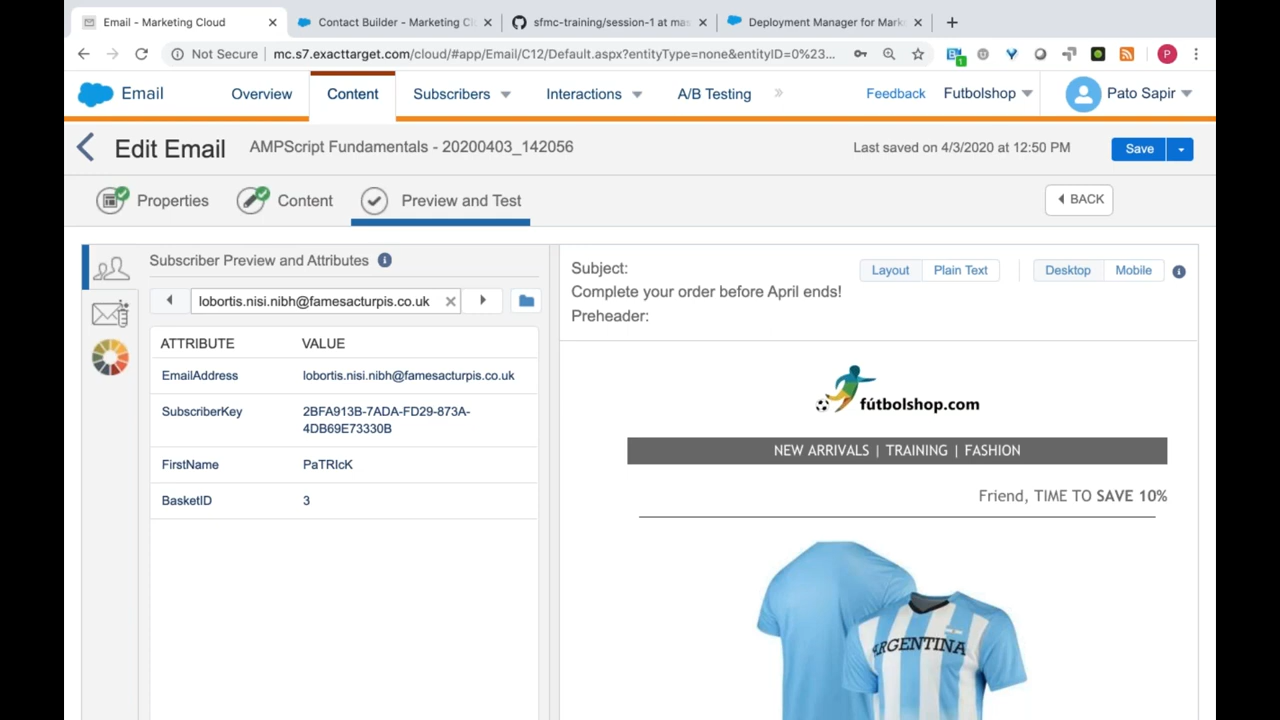 Email - Marketing Cloud
Contact Builder - Marketing Cl
sfmc-training/session-1 at mas
Deployment Manager for Mark
Not Secure
mc.s7.exacttarget.com/cloud/#app/Email/C12/Default.aspx?entityType=none&entityID=0%23...
1
P
Email
Overview
Content
Subscribers
Interactions
A/B Testing
Feedback
Futbolshop
Pato Sapir
Edit Email
AMPScript Fundamentals - 20200403_142056
Last saved on 4/3/2020 at 12:50 PM
Save
Properties
Content
Preview and Test
BACK
Subscriber Preview and Attributes
lobortis.nisi.nibh@famesacturpis.co.uk
ATTRIBUTE VALUE
EmailAddress lobortis.nisi.nibh@famesacturpis.co.uk
SubscriberKey 2BFA913B-7ADA-FD29-873A-
4DB69E73330B
FirstName PaTRIcK
BasketID 3
Subject:
Layout
Plain Text
Desktop
Mobile
Complete your order before April ends!
Preheader:
fútbolshop.com
NEW ARRIVALS | TRAINING | FASHION
Friend, TIME TO SAVE 10%
ARGENTINA